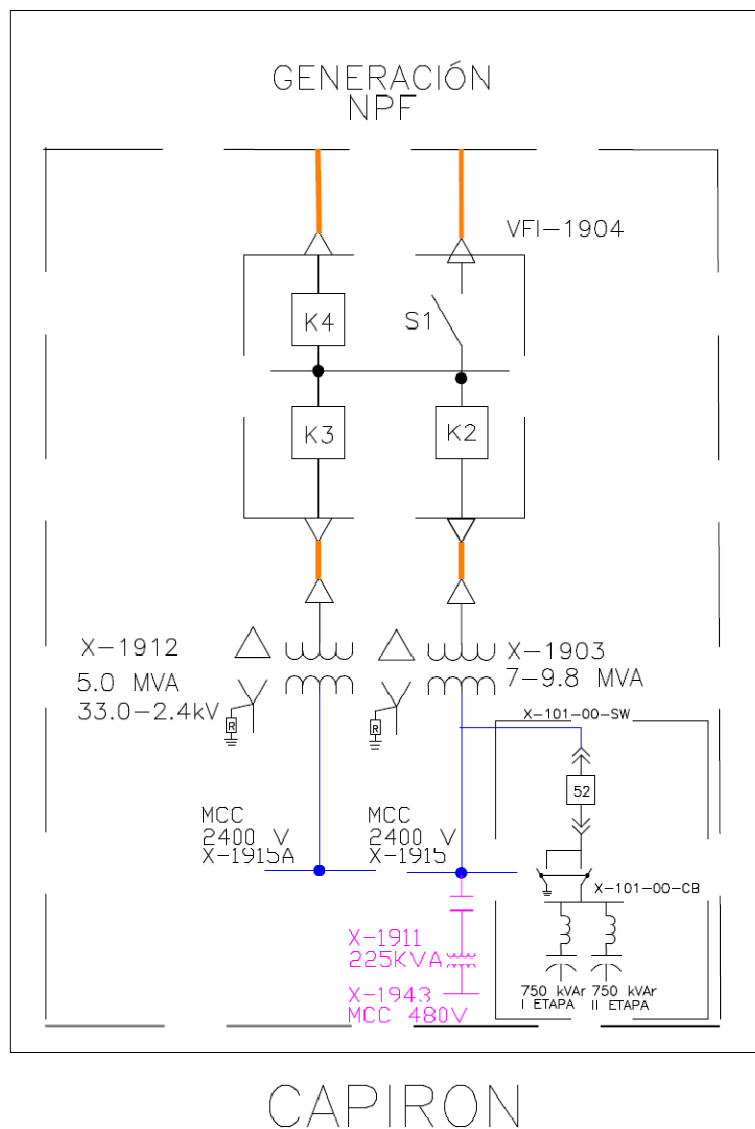 GENERACIÓN
NPF
VFI-1904
K4
S1
K3
K2
X-1912
5.0 MVA
33.0-2.4kV
R
R
X-1903
7-9.8 MVA
X-101-00-SW
52
MCC
2400 V
X-1915A
MCC
2400 V
X-1915
X-101-00-CB
X-1911
225KVA
X-1943
MCC 480V
750 kVAr
I ETAPA
750 kVAr
II ETAPA
CAPIRON